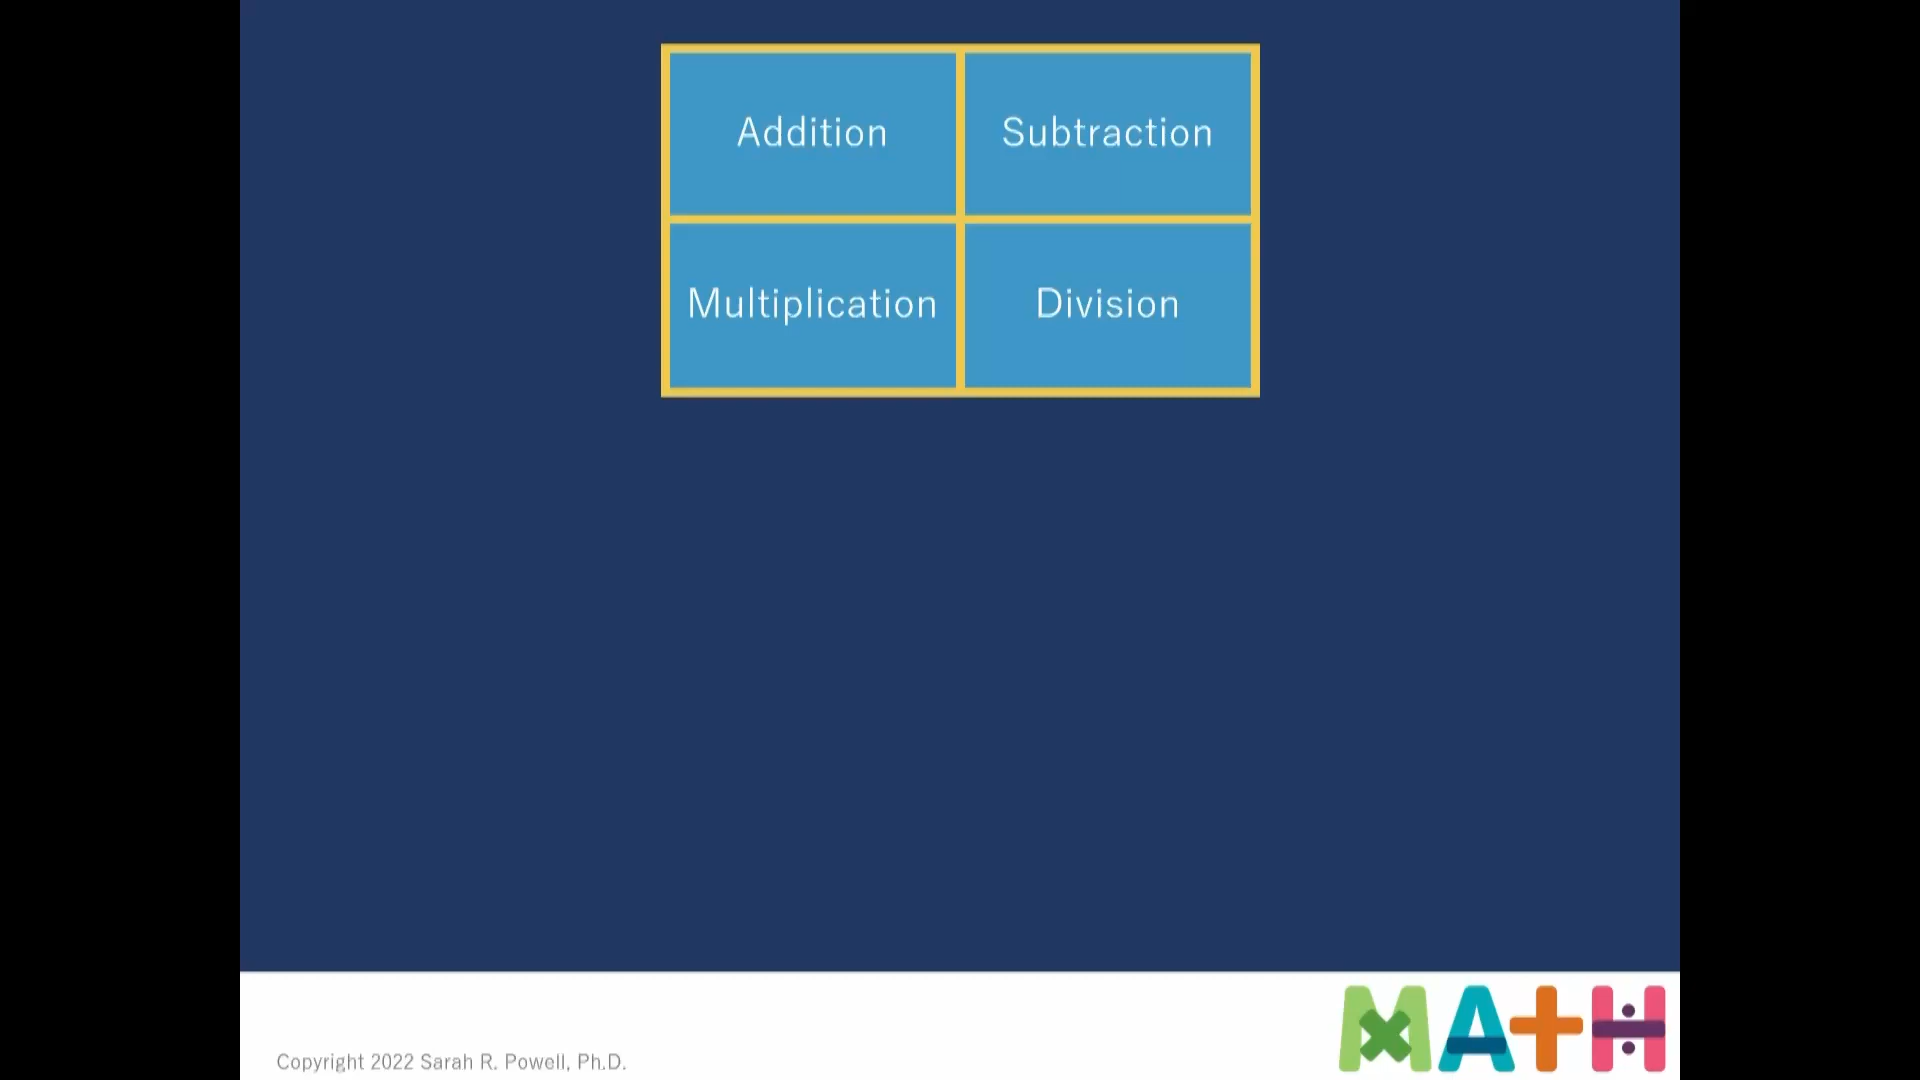 Addition
Subtraction
Multiplication
Division
Copyright 2022 Sarah R. Powell, Ph.D.
MATH